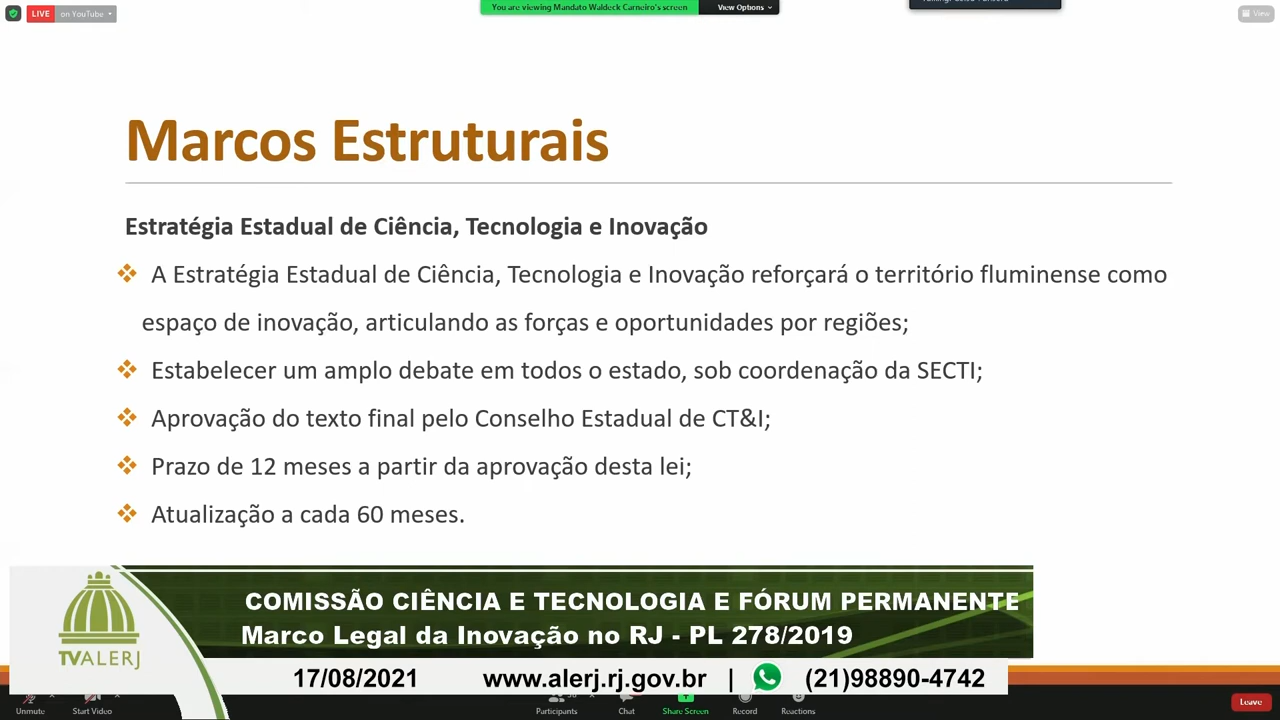 LIVE on YouTube
You are viewing Mandato Waldeck Carneiro's screen View Options
View
Marcos Estruturais
Estratégia Estadual de Ciência, Tecnologia e Inovação
A Estratégia Estadual de Ciência, Tecnologia e Inovação reforçará o território fluminense como
espaço de inovação, articulando as forças e oportunidades por regiões;
Estabelecer um amplo debate em todos o estado, sob coordenação da SECTI;
Aprovação do texto final pelo Conselho Estadual de CT&I;
Prazo de 12 meses a partir da aprovação desta lei;
Atualização a cada 60 meses.
COMISSÃO CIÊNCIA E TECNOLOGIA E FÓRUM PERMANENTE
Marco Legal da Inovação no RJ - PL 278/2019
TVALERJ
17/08/2021 www.alerj.rj.gov.br | (21)98890-4742
Unmute Start Video Participants Chat Share Screen Record Reactions Leave